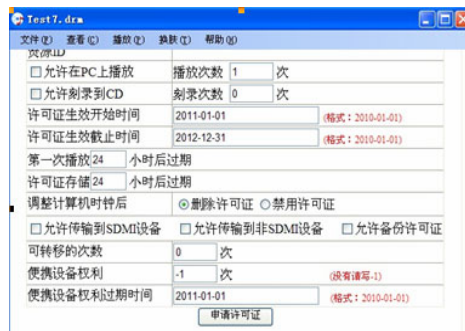 Test7.drm
文件(F) 查看(C) 播放(P) 换肤(T) 帮助(H)
资源ID
允许在PC上播放 播放次数 1 次
允许刻录到CD 刻录次数 0 次
许可证生效开始时间 2011-01-01 (格式：2010-01-01)
许可证生效截止时间 2012-12-31 (格式：2010-01-01)
第一次播放 24 小时后过期
许可证存储 24 小时后过期
调整计算机时钟后 删除许可证 禁用许可证
允许传输到SDMI设备 允许传输到非SDMI设备 允许备份许可证
可转移的次数 0 次
便携设备权利 -1 次 (没有请写-1)
便携设备权利过期时间 2011-01-01 (格式：2010-01-01)
申请许可证